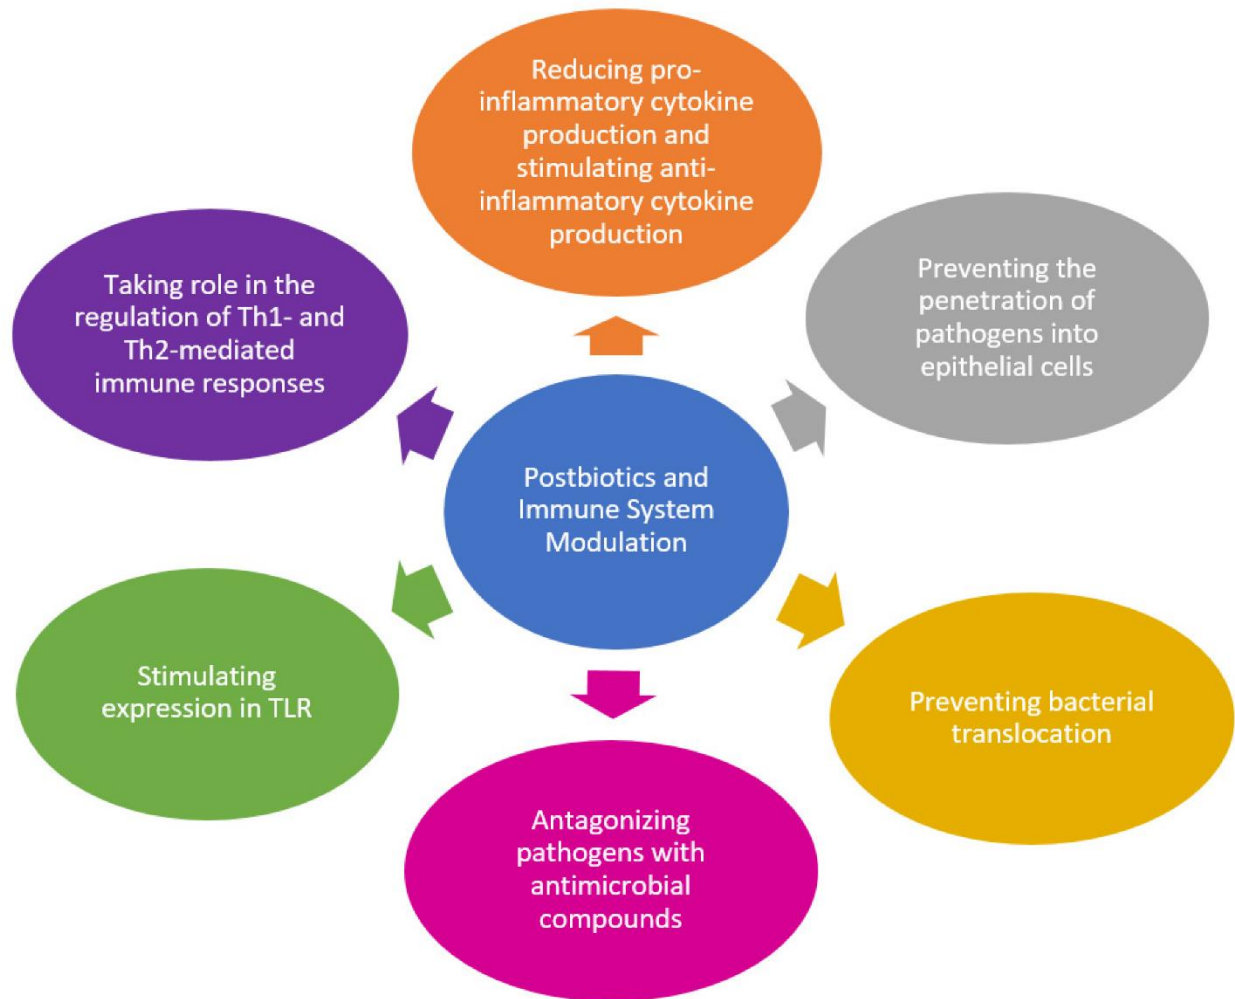 Reducing pro-
inflammatory cytokine
production and
stimulating anti-
inflammatory cytokine
production
Taking role in the
regulation of Th1- and
Th2-mediated
immune responses
Preventing the
penetration of
pathogens into
epithelial cells
Postbiotics and
Immune System
Modulation
Stimulating
expression in TLR
Preventing bacterial
translocation
Antagonizing
pathogens with
antimicrobial
compounds